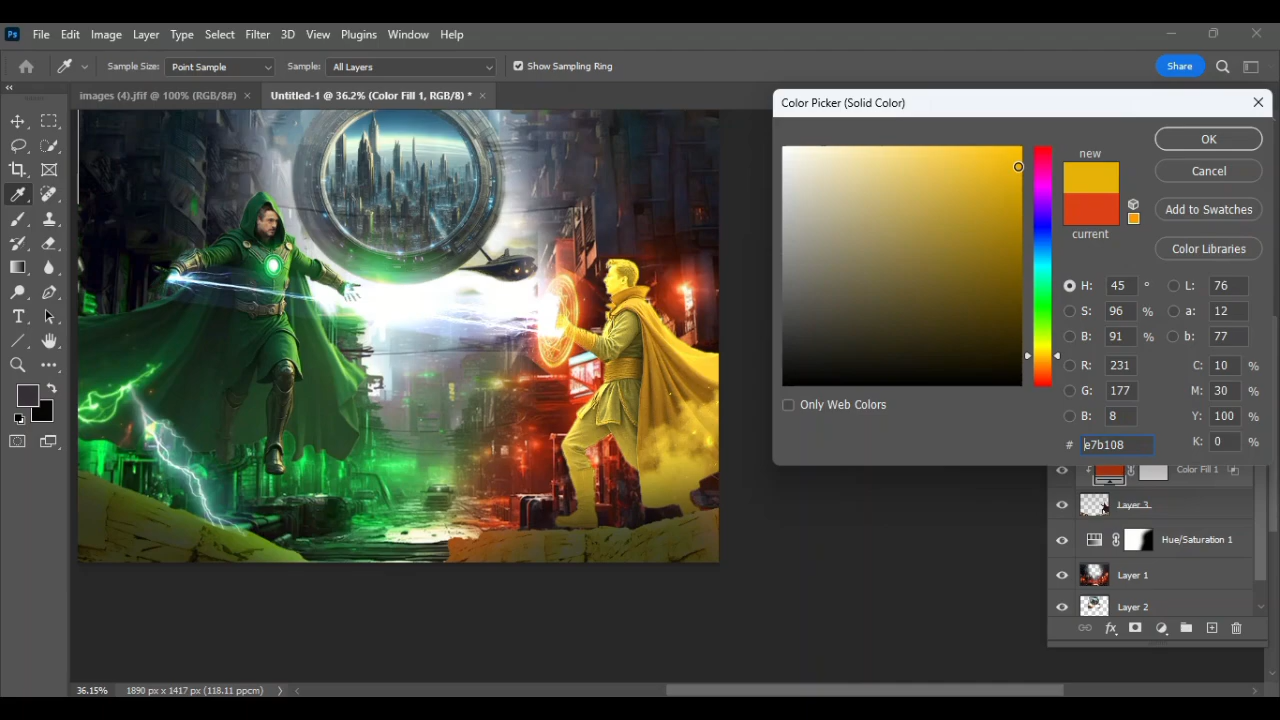 Ps File Edit Image Layer Type Select Filter 3D View Plugins Window Help
Sample Size: Point Sample Sample: All Layers Show Sampling Ring Share
images (4).jfif @ 100% (RGB/8#) × Untitled-1 @ 36.2% (Color Fill 1, RGB/8) * ×
Color Picker (Solid Color)
new
current
OK
Cancel
Add to Swatches
Color Libraries
H: 45 ° L: 76
S: 96 % a: 12
B: 91 % b: 77
R: 231 C: 10 %
G: 177 M: 30 %
B: 8 Y: 100 %
# e7b108 K: 0 %
Only Web Colors
Color Fill 1
Layer 3
Hue/Saturation 1
Layer 1
Layer 2
fx
36.15% 1890 px x 1417 px (118.11 ppcm)